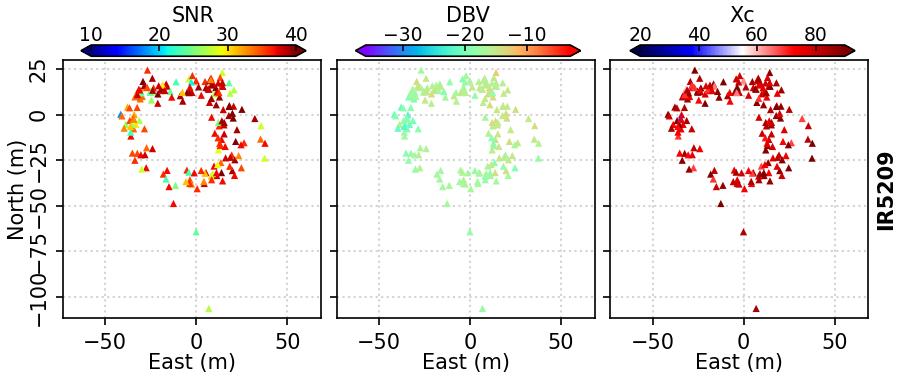 SNR DBV Xc
10 20 30 40 −30 −20 −10 20 40 60 80
25
0
−25
−50
−75
−100
North (m)
IR5209
−50 0 50 −50 0 50 −50 0 50
East (m) East (m) East (m)